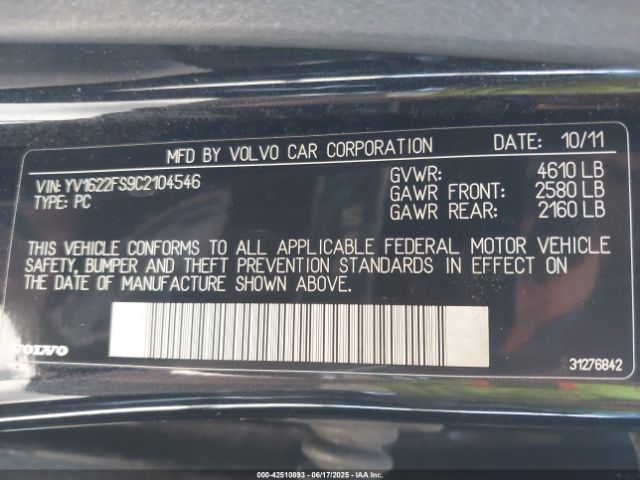 MFD BY VOLVO CAR CORPORATION DATE: 10/11
VIN: YV1622FS9C2104546 GVWR: 4610 LB
TYPE: PC GAWR FRONT: 2580 LB
GAWR REAR: 2160 LB
THIS VEHICLE CONFORMS TO ALL APPLICABLE FEDERAL MOTOR VEHICLE
SAFETY, BUMPER AND THEFT PREVENTION STANDARDS IN EFFECT ON
THE DATE OF MANUFACTURE SHOWN ABOVE.
VOLVO
31276842
000-42510893 - 06/17/2025 - IAA Inc.